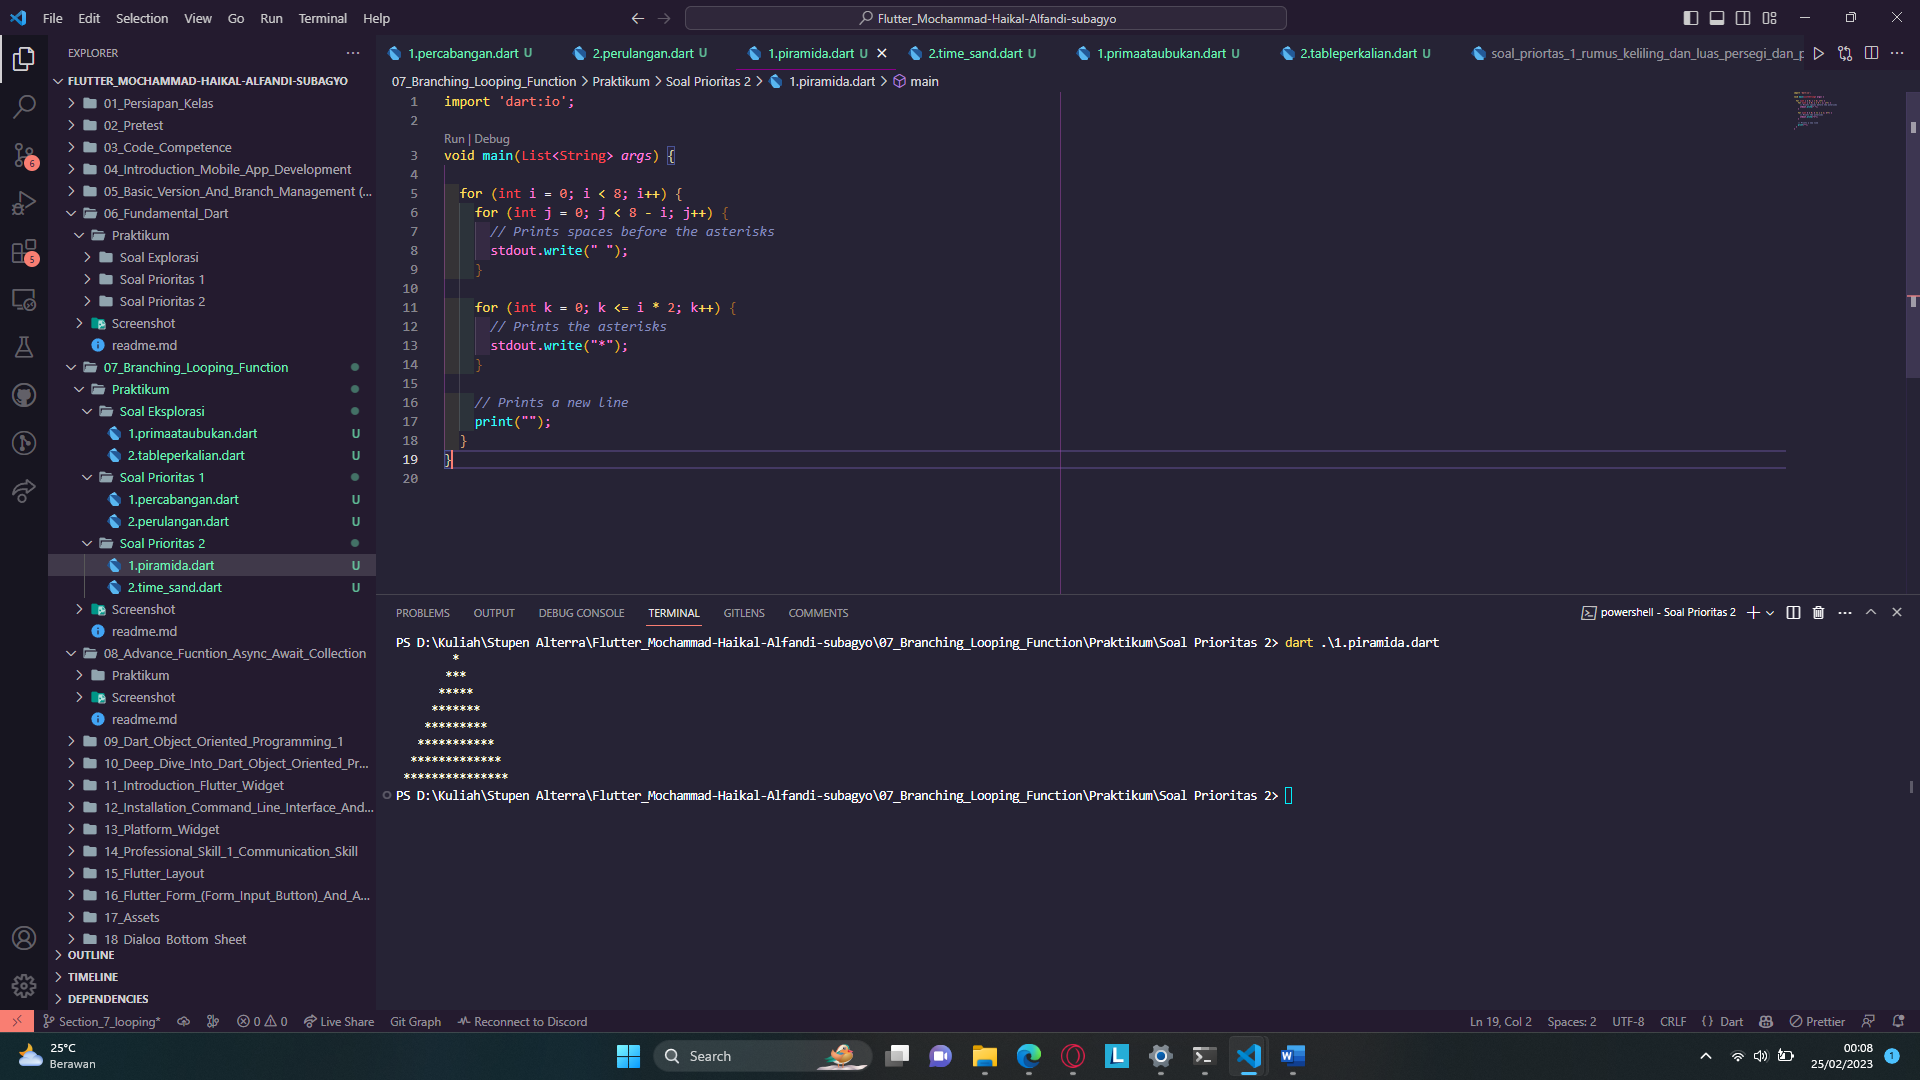 File Edit Selection View Go Run Terminal Help
Flutter_Mochammad-Haikal-Alfandi-subagyo
EXPLORER
FLUTTER_MOCHAMMAD-HAIKAL-ALFANDI-SUBAGYO
01_Persiapan_Kelas
02_Pretest
03_Code_Competence
04_Introduction_Mobile_App_Development
05_Basic_Version_And_Branch_Management (...
06_Fundamental_Dart
Praktikum
Soal Explorasi
Soal Prioritas 1
Soal Prioritas 2
Screenshot
readme.md
07_Branching_Looping_Function
Praktikum
Soal Eksplorasi
1.primaataubukan.dart U
2.tableperkalian.dart U
Soal Prioritas 1
1.percabangan.dart U
2.perulangan.dart U
Soal Prioritas 2
1.piramida.dart U
2.time_sand.dart U
Screenshot
readme.md
08_Advance_Fucntion_Async_Await_Collection
Praktikum
Screenshot
readme.md
09_Dart_Object_Oriented_Programming_1
10_Deep_Dive_Into_Dart_Object_Oriented_Pr...
11_Introduction_Flutter_Widget
12_Installation_Command_Line_Interface_And...
13_Platform_Widget
14_Professional_Skill_1_Communication_Skill
15_Flutter_Layout
16_Flutter_Form_(Form_Input_Button)_And_A...
17_Assets
18_Dialog_Bottom_Sheet
OUTLINE
TIMELINE
DEPENDENCIES
6
5
1.percabangan.dart U 2.perulangan.dart U 1.piramida.dart U 2.time_sand.dart U 1.primaataubukan.dart U 2.tableperkalian.dart U soal_priortas_1_rumus_keliling_dan_luas_persegi_dan_p
07_Branching_Looping_Function > Praktikum > Soal Prioritas 2 > 1.piramida.dart > main
1 import 'dart:io';
2
Run | Debug
3 void main(List<String> args) {
4
5 for (int i = 0; i < 8; i++) {
6 for (int j = 0; j < 8 - i; j++) {
7 // Prints spaces before the asterisks
8 stdout.write(" ");
9 }
10
11 for (int k = 0; k <= i * 2; k++) {
12 // Prints the asterisks
13 stdout.write("*");
14 }
15
16 // Prints a new line
17 print("");
18 }
19 }
20
PROBLEMS OUTPUT DEBUG CONSOLE TERMINAL GITLENS COMMENTS
powershell - Soal Prioritas 2
PS D:\Kuliah\Stupen Alterra\Flutter_Mochammad-Haikal-Alfandi-subagyo\07_Branching_Looping_Function\Praktikum\Soal Prioritas 2> dart .\1.piramida.dart
*
***
*****
*******
*********
***********
*************
***************
PS D:\Kuliah\Stupen Alterra\Flutter_Mochammad-Haikal-Alfandi-subagyo\07_Branching_Looping_Function\Praktikum\Soal Prioritas 2>
Section_7_looping* 0 0 Live Share Git Graph Reconnect to Discord
Ln 19, Col 2 Spaces: 2 UTF-8 CRLF { } Dart Prettier
25°C
Berawan
Search
L
W
00:08
25/02/2023
1